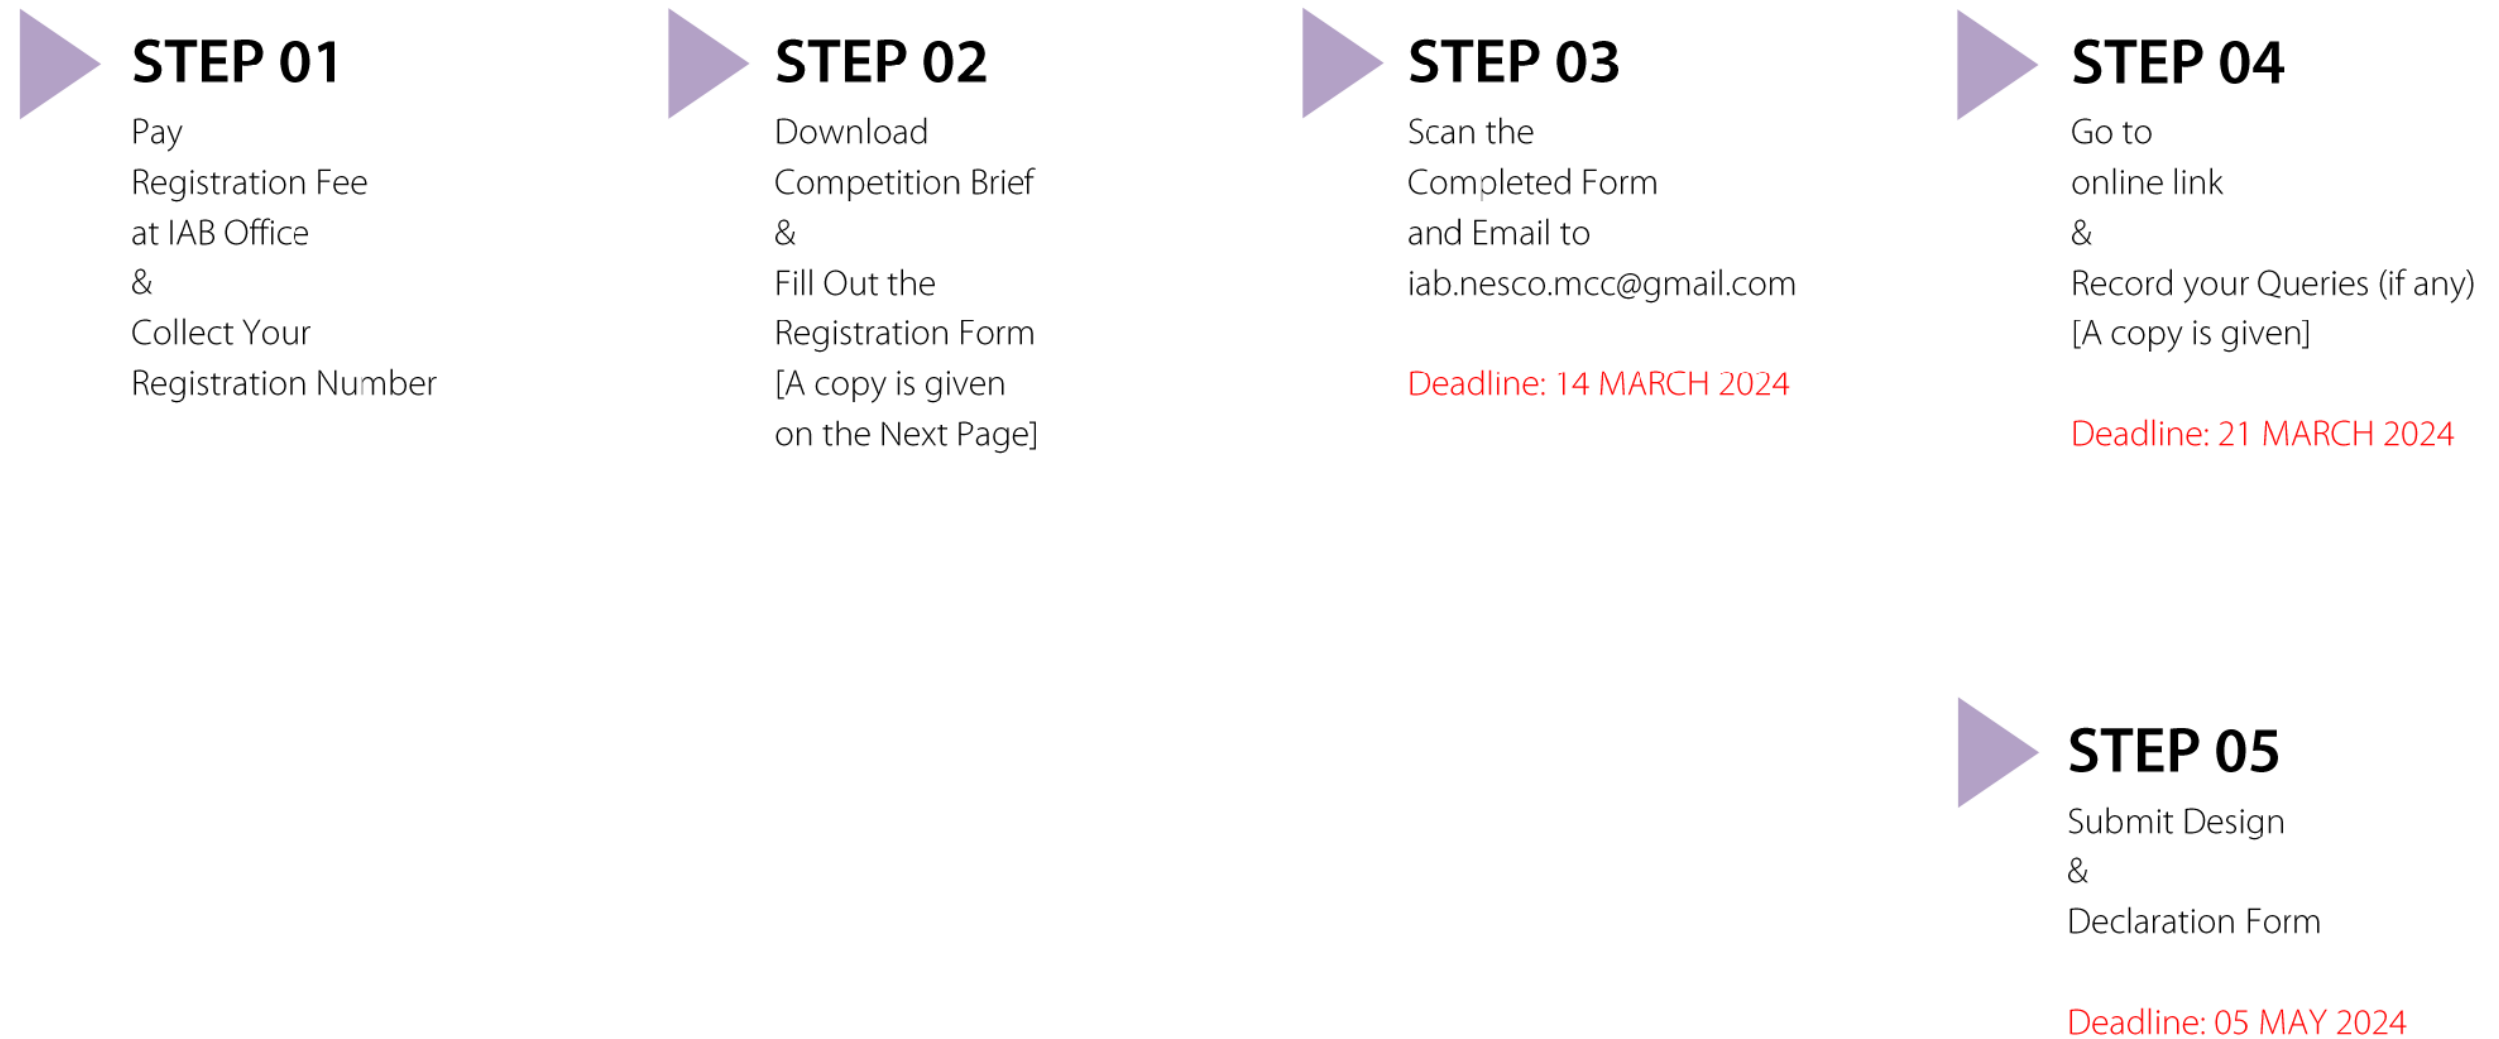 STEP 01
Pay
Registration Fee
at IAB Office
&
Collect Your
Registration Number
STEP 02
Download
Competition Brief
&
Fill Out the
Registration Form
[A copy is given
on the Next Page]
STEP 03
Scan the
Completed Form
and Email to
iab.nesco.mcc@gmail.com
Deadline: 14 MARCH 2024
STEP 04
Go to
online link
&
Record your Queries (if any)
[A copy is given]
Deadline: 21 MARCH 2024
STEP 05
Submit Design
&
Declaration Form
Deadline: 05 MAY 2024